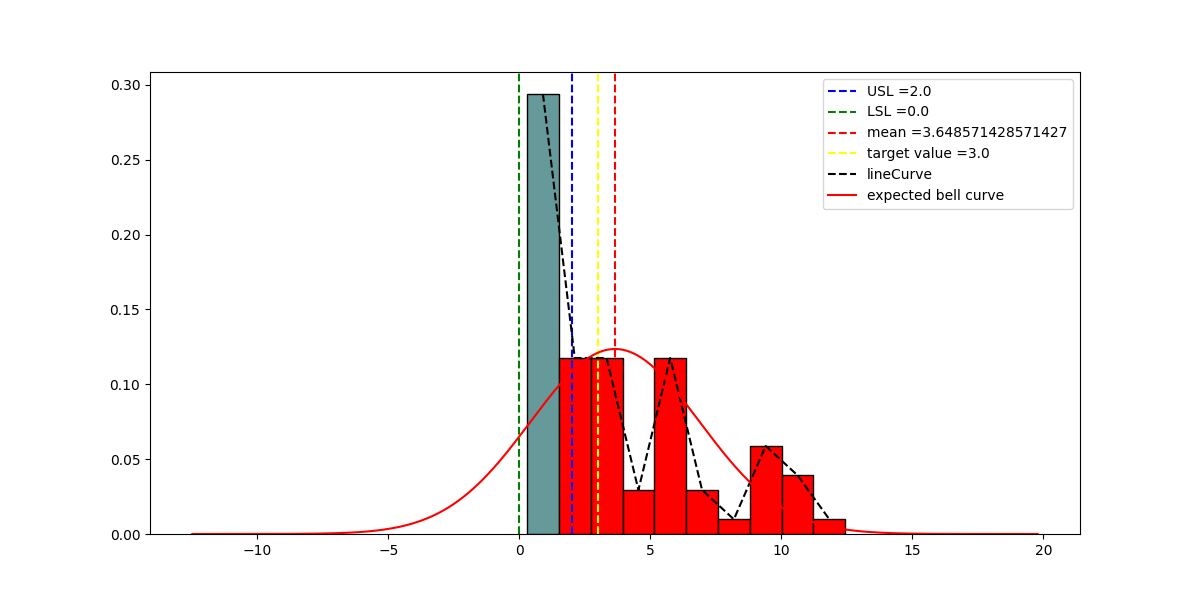 0.30
0.25
0.20
0.15
0.10
0.05
0.00
−10
−5
0
5
10
15
20
USL =2.0
LSL =0.0
mean =3.648571428571427
target value =3.0
lineCurve
expected bell curve